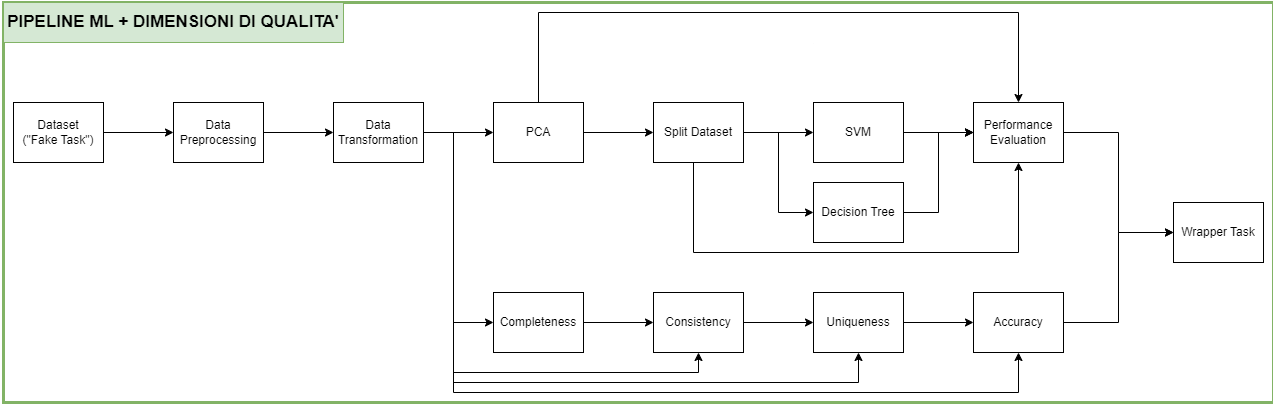 PIPELINE ML + DIMENSIONI DI QUALITA'
Dataset
("Fake Task")
Data
Preprocessing
Data
Transformation
PCA
Split Dataset
SVM
Performance
Evaluation
Decision Tree
Wrapper Task
Completeness
Consistency
Uniqueness
Accuracy